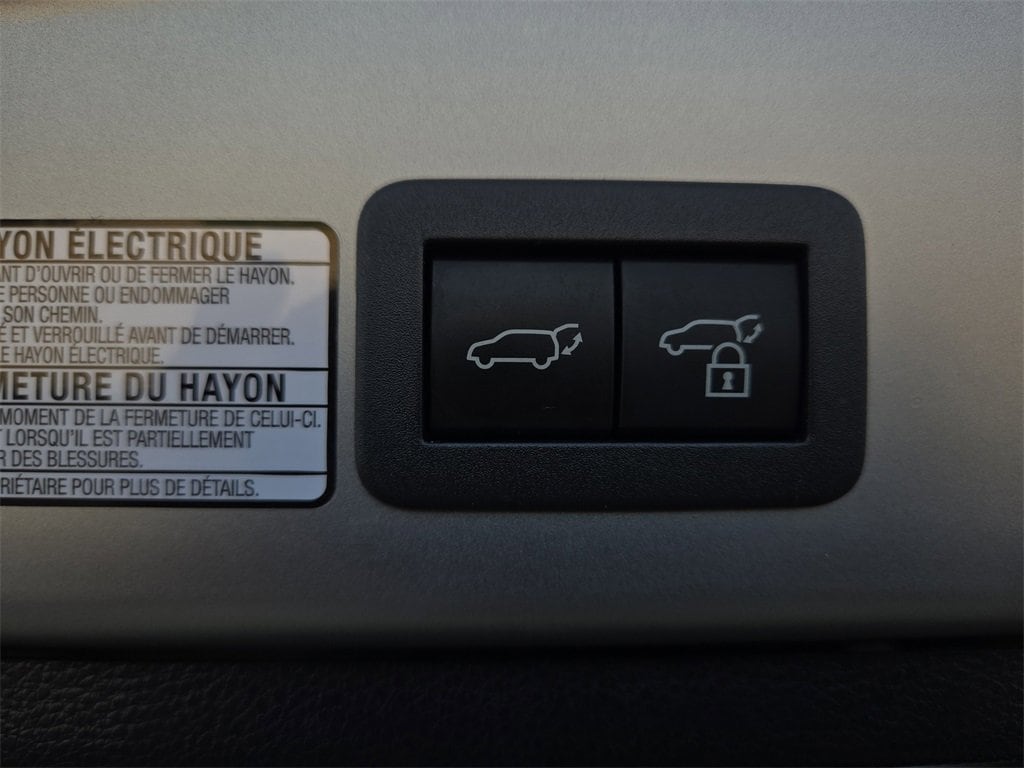 YON ÉLECTRIQUE
ANT D'OUVRIR OU DE FERMER LE HAYON.
E PERSONNE OU ENDOMMAGER
SON CHEMIN.
É ET VERROUILLÉ AVANT DE DÉMARRER.
LE HAYON ÉLECTRIQUE.
METURE DU HAYON
MOMENT DE LA FERMETURE DE CELUI-CI.
T LORSQU'IL EST PARTIELLEMENT
R DES BLESSURES.
RIÉTAIRE POUR PLUS DE DÉTAILS.